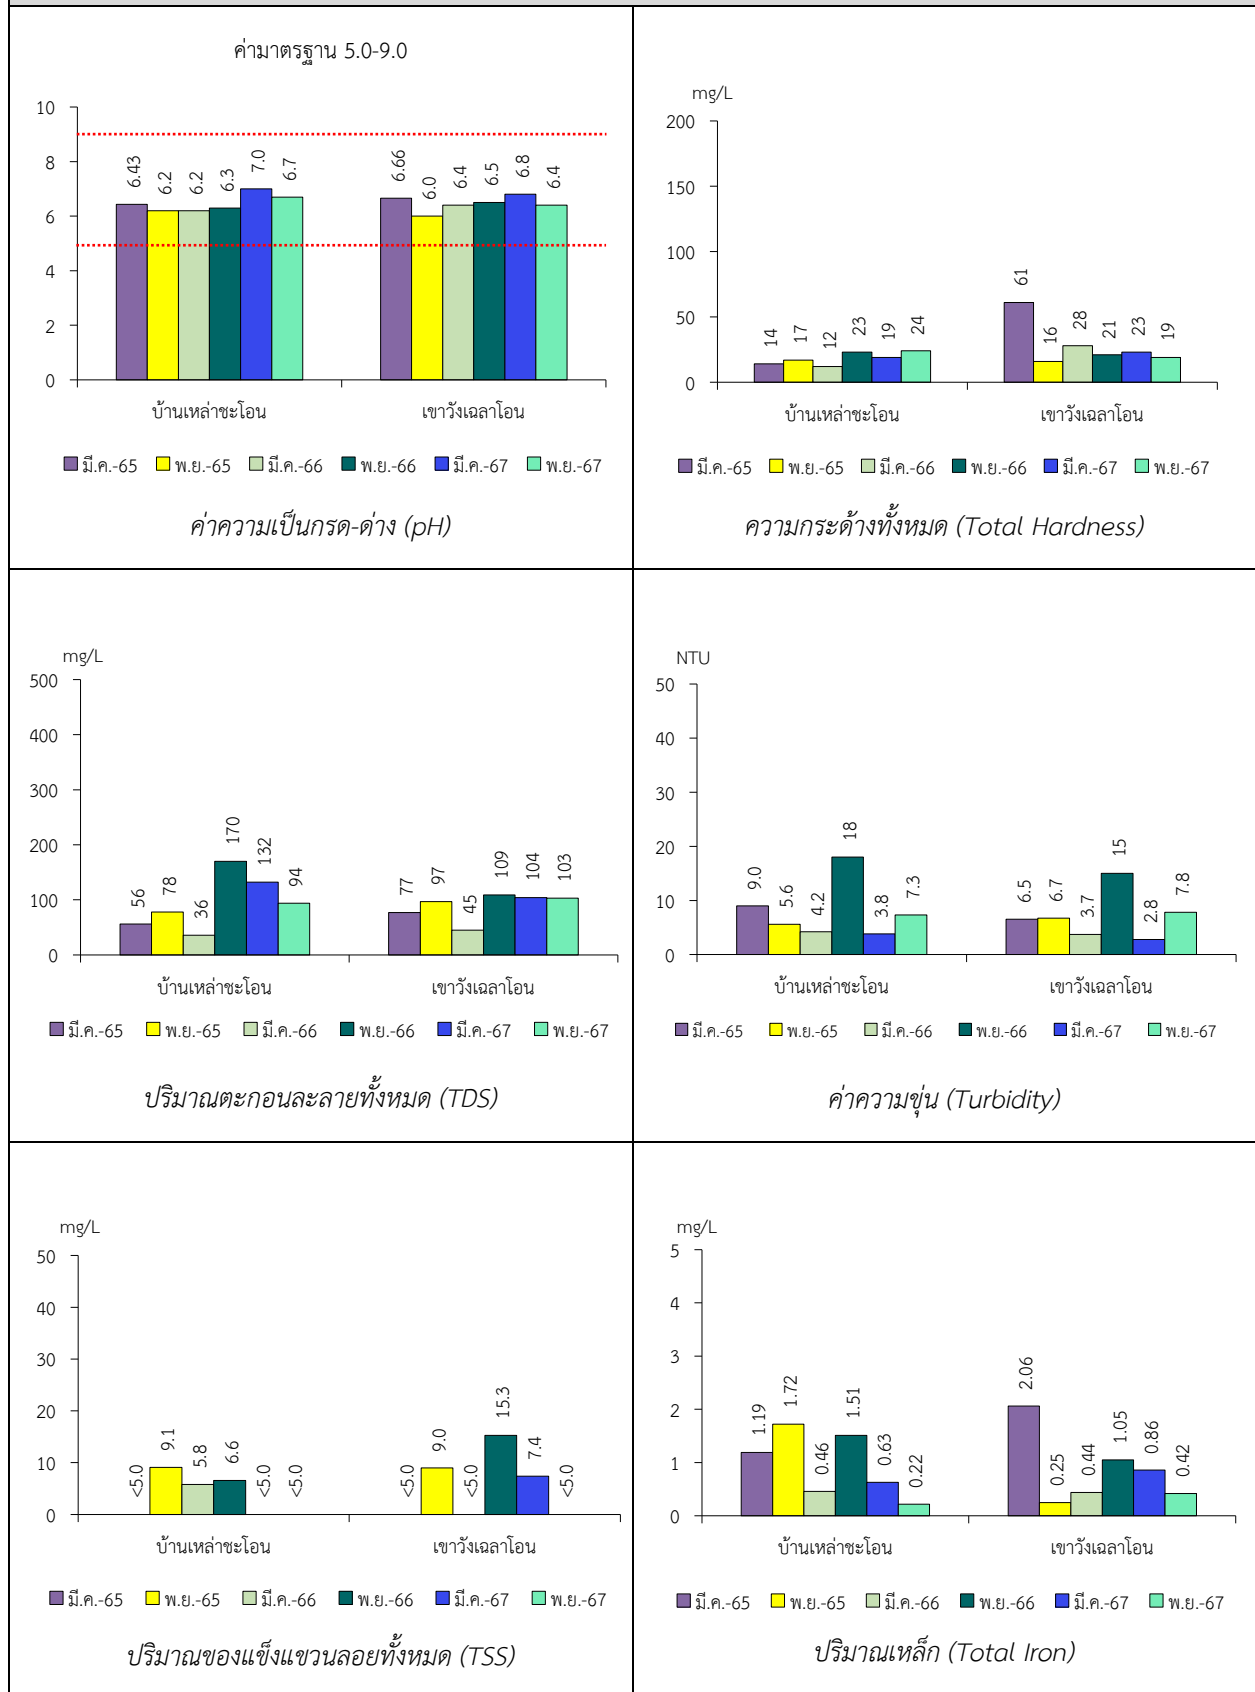 ค่ามาตรฐาน 5.0-9.0
10
8
6
4
2
0
6.43 6.2 6.2 6.3 7.0 6.7
6.66 6.0 6.4 6.5 6.8 6.4
บ้านเหล่าชะโอน เขาวังเฉลาโอน
มี.ค.-65 พ.ย.-65 มี.ค.-66 พ.ย.-66 มี.ค.-67 พ.ย.-67
ค่าความเป็นกรด-ด่าง (pH)
mg/L
200
150
100
50
0
14 17 12 23 19 24
61 16 28 21 23 19
บ้านเหล่าชะโอน เขาวังเฉลาโอน
มี.ค.-65 พ.ย.-65 มี.ค.-66 พ.ย.-66 มี.ค.-67 พ.ย.-67
ความกระด้างทั้งหมด (Total Hardness)
mg/L
500
400
300
200
100
0
56 78 36 170 132 94
77 97 45 109 104 103
บ้านเหล่าชะโอน เขาวังเฉลาโอน
มี.ค.-65 พ.ย.-65 มี.ค.-66 พ.ย.-66 มี.ค.-67 พ.ย.-67
ปริมาณตะกอนละลายทั้งหมด (TDS)
NTU
50
40
30
20
10
0
9.0 5.6 4.2 18 3.8 7.3
6.5 6.7 3.7 15 2.8 7.8
บ้านเหล่าชะโอน เขาวังเฉลาโอน
มี.ค.-65 พ.ย.-65 มี.ค.-66 พ.ย.-66 มี.ค.-67 พ.ย.-67
ค่าความขุ่น (Turbidity)
mg/L
50
40
30
20
10
0
<5.0 9.1 5.8 6.6 <5.0 <5.0
<5.0 9.0 <5.0 15.3 7.4 <5.0
บ้านเหล่าชะโอน เขาวังเฉลาโอน
มี.ค.-65 พ.ย.-65 มี.ค.-66 พ.ย.-66 มี.ค.-67 พ.ย.-67
ปริมาณของแข็งแขวนลอยทั้งหมด (TSS)
mg/L
5
4
3
2
1
0
1.19 1.72 0.46 1.51 0.63 0.22
2.06 0.25 0.44 1.05 0.86 0.42
บ้านเหล่าชะโอน เขาวังเฉลาโอน
มี.ค.-65 พ.ย.-65 มี.ค.-66 พ.ย.-66 มี.ค.-67 พ.ย.-67
ปริมาณเหล็ก (Total Iron)